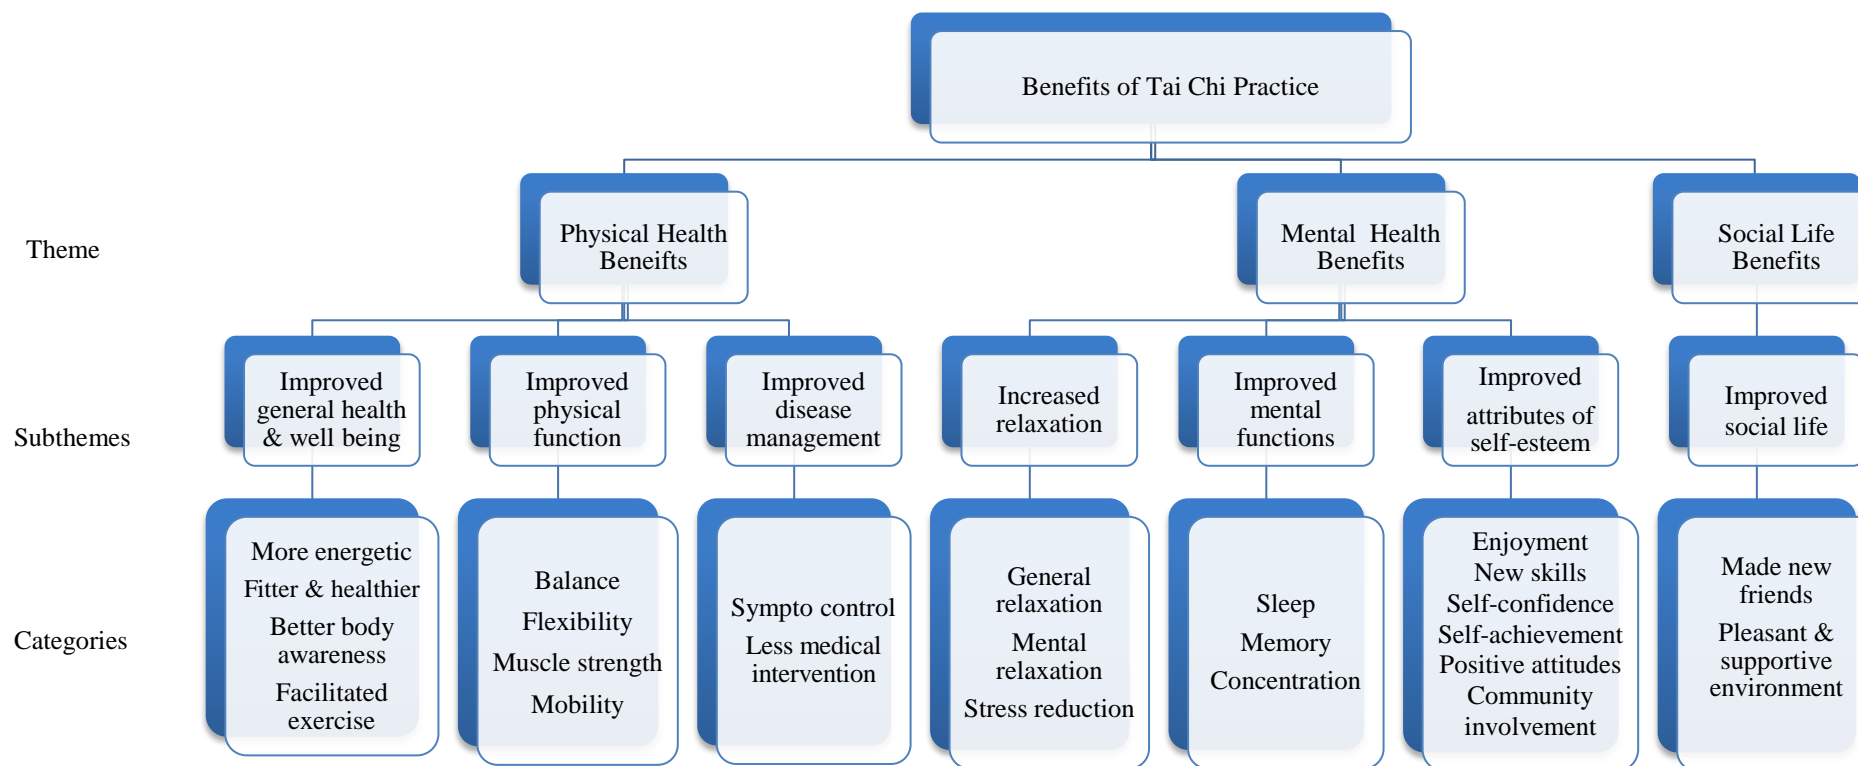 Benefits of Tai Chi Practice
Theme
Physical Health
Beneifts
Mental Health
Benefits
Social Life
Benefits
Subthemes
Improved
general health
& well being
Improved
physical
function
Improved
disease
management
Increased
relaxation
Improved
mental
functions
Improved
attributes of
self-esteem
Improved
social life
Categories
More energetic
Fitter & healthier
Better body
awareness
Facilitated
exercise
Balance
Flexibility
Muscle strength
Mobility
Sympto control
Less medical
intervention
General
relaxation
Mental
relaxation
Stress reduction
Sleep
Memory
Concentration
Enjoyment
New skills
Self-confidence
Self-achievement
Positive attitudes
Community
involvement
Made new
friends
Pleasant &
supportive
environment